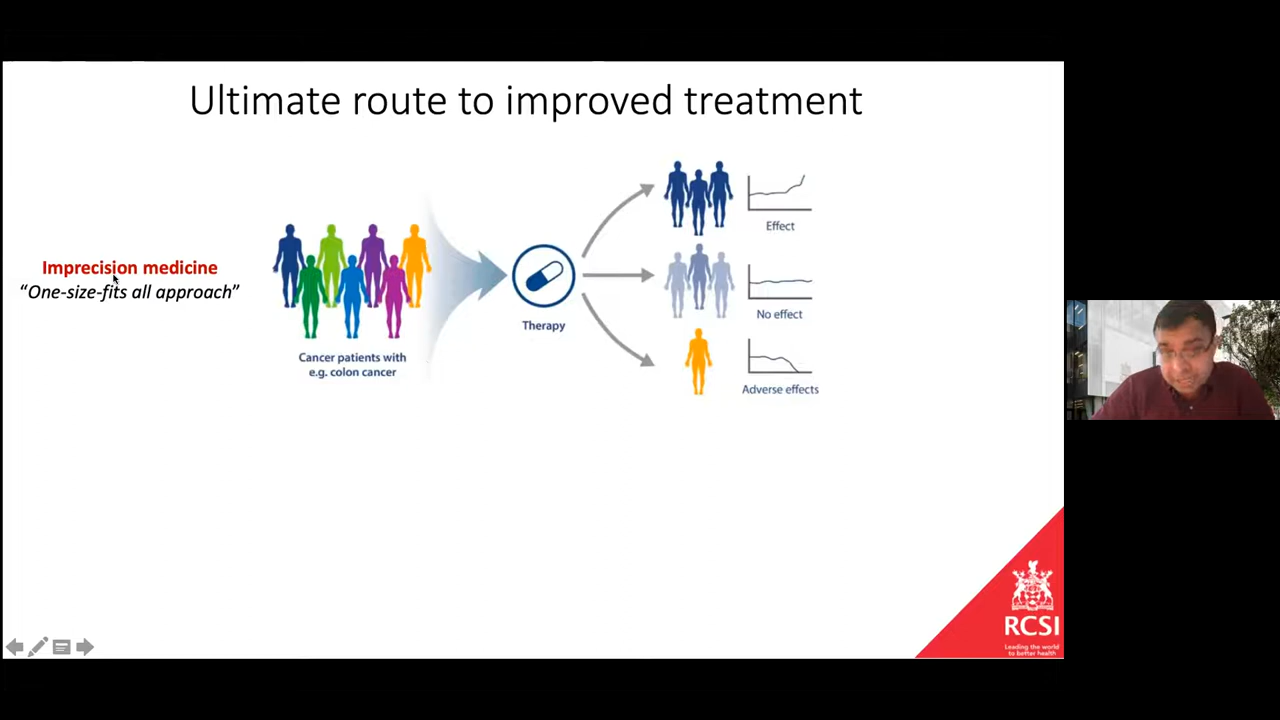 Ultimate route to improved treatment
Imprecision medicine
“One-size-fits all approach”
Cancer patients with
e.g. colon cancer
Therapy
Effect
No effect
Adverse effects
RCSI
Leading the world
to better health